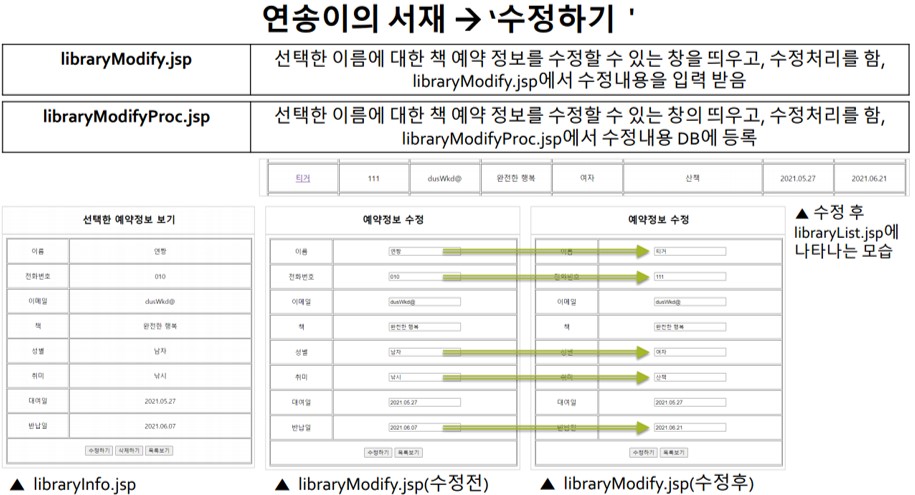 연송이의 서재 → '수정하기 '
libraryModify.jsp
선택한 이름에 대한 책 예약 정보를 수정할 수 있는 창을 띄우고, 수정처리를 함,
libraryModify.jsp에서 수정내용을 입력 받음
libraryModifyProc.jsp
선택한 이름에 대한 책 예약 정보를 수정할 수 있는 창의 띄우고, 수정처리를 함,
libraryModifyProc.jsp에서 수정내용 DB에 등록
티거 111 dusWkd@ 완전한 행복 여자 산책 2021.05.27 2021.06.21
▲ 수정 후
libraryList.jsp에
나타나는 모습
선택한 예약정보 보기
이름 연짱
전화번호 010
이메일 dusWkd@
책 완전한 행복
성별 남자
취미 낚시
대여일 2021.05.27
반납일 2021.06.07
수정하기 삭제하기 목록보기
▲ libraryInfo.jsp
예약정보 수정
이름 연짱
전화번호 010
이메일 dusWkd@
책 완전한 행복
성별 남자
취미 낚시
대여일 2021.05.27
반납일 2021.06.07
수정하기 목록보기
▲ libraryModify.jsp(수정전)
예약정보 수정
이름 티거
전화번호 111
이메일 dusWkd@
책 완전한 행복
성별 여자
취미 산책
대여일 2021.05.27
반납일 2021.06.21
수정하기 목록보기
▲ libraryModify.jsp(수정후)